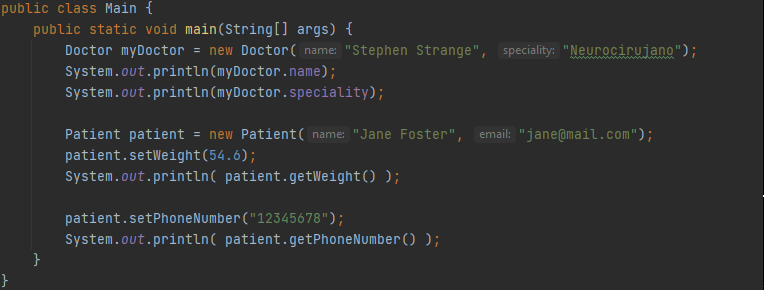 public class Main {
    public static void main(String[] args) {
        Doctor myDoctor = new Doctor( name: "Stephen Strange", speciality: "Neurocirujano");
        System.out.println(myDoctor.name);
        System.out.println(myDoctor.speciality);

        Patient patient = new Patient( name: "Jane Foster", email: "jane@mail.com");
        patient.setWeight(54.6);
        System.out.println( patient.getWeight() );

        patient.setPhoneNumber("12345678");
        System.out.println( patient.getPhoneNumber() );
    }
}